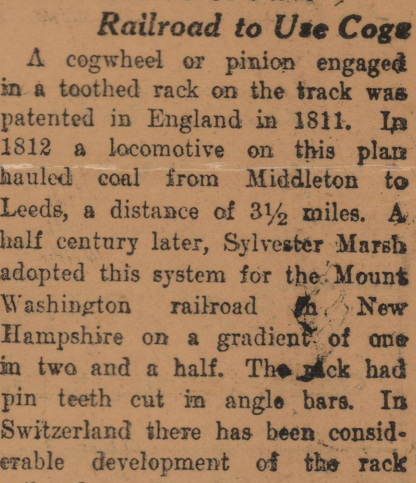 Railroad to Use Cogs
A cogwheel or pinion engaged
in a toothed rack on the track was
patented in England in 1811. In
1812 a locomotive on this plan
hauled coal from Middleton to
Leeds, a distance of 3½ miles. A
half century later, Sylvester Marsh
adopted this system for the Mount
Washington railroad in New
Hampshire on a gradient of one
in two and a half. The rack had
pin teeth cut in angle bars. In
Switzerland there has been consid-
erable development of the rack